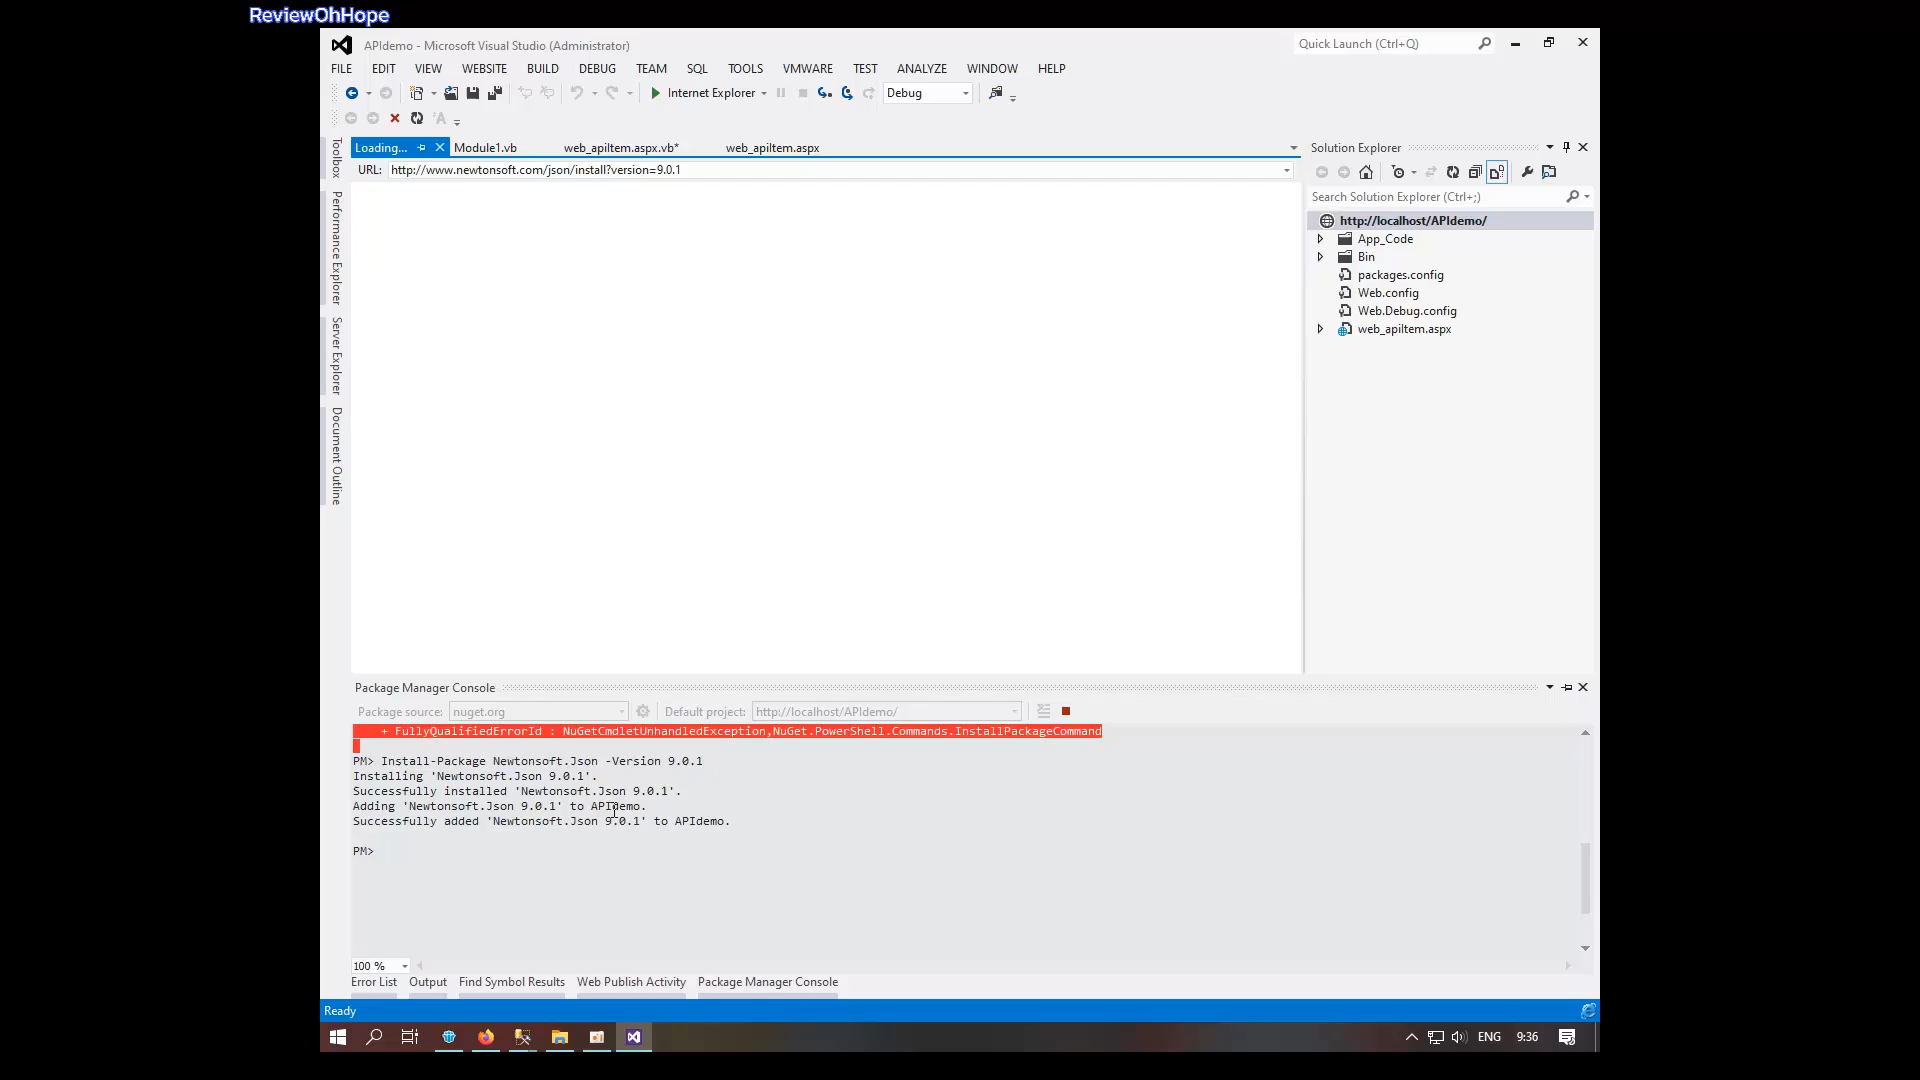 ReviewOhHope
APIdemo - Microsoft Visual Studio (Administrator)
Quick Launch (Ctrl+Q)
FILE EDIT VIEW WEBSITE BUILD DEBUG TEAM SQL TOOLS VMWARE TEST ANALYZE WINDOW HELP
Internet Explorer Debug
Loading... Module1.vb web_apiItem.aspx.vb* web_apiItem.aspx
URL: http://www.newtonsoft.com/json/install?version=9.0.1
Toolbox
Performance Explorer
Server Explorer
Document Outline
Solution Explorer
Search Solution Explorer (Ctrl+;)
http://localhost/APIdemo/
App_Code
Bin
packages.config
Web.config
Web.Debug.config
web_apiItem.aspx
Package Manager Console
Package source: nuget.org Default project: http://localhost/APIdemo/
+ FullyQualifiedErrorId : NuGetCmdletUnhandledException,NuGet.PowerShell.Commands.InstallPackageCommand
PM> Install-Package Newtonsoft.Json -Version 9.0.1
Installing 'Newtonsoft.Json 9.0.1'.
Successfully installed 'Newtonsoft.Json 9.0.1'.
Adding 'Newtonsoft.Json 9.0.1' to APIdemo.
Successfully added 'Newtonsoft.Json 9.0.1' to APIdemo.
PM>
100 %
Error List Output Find Symbol Results Web Publish Activity Package Manager Console
Ready
ENG 9:36